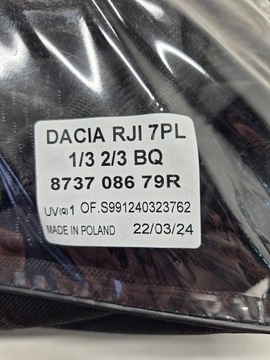 DACIA RJI 7PL
1/3 2/3 BQ
8737 086 79R
UV(Q)1 OF.S991240323762
MADE IN POLAND 22/03/24